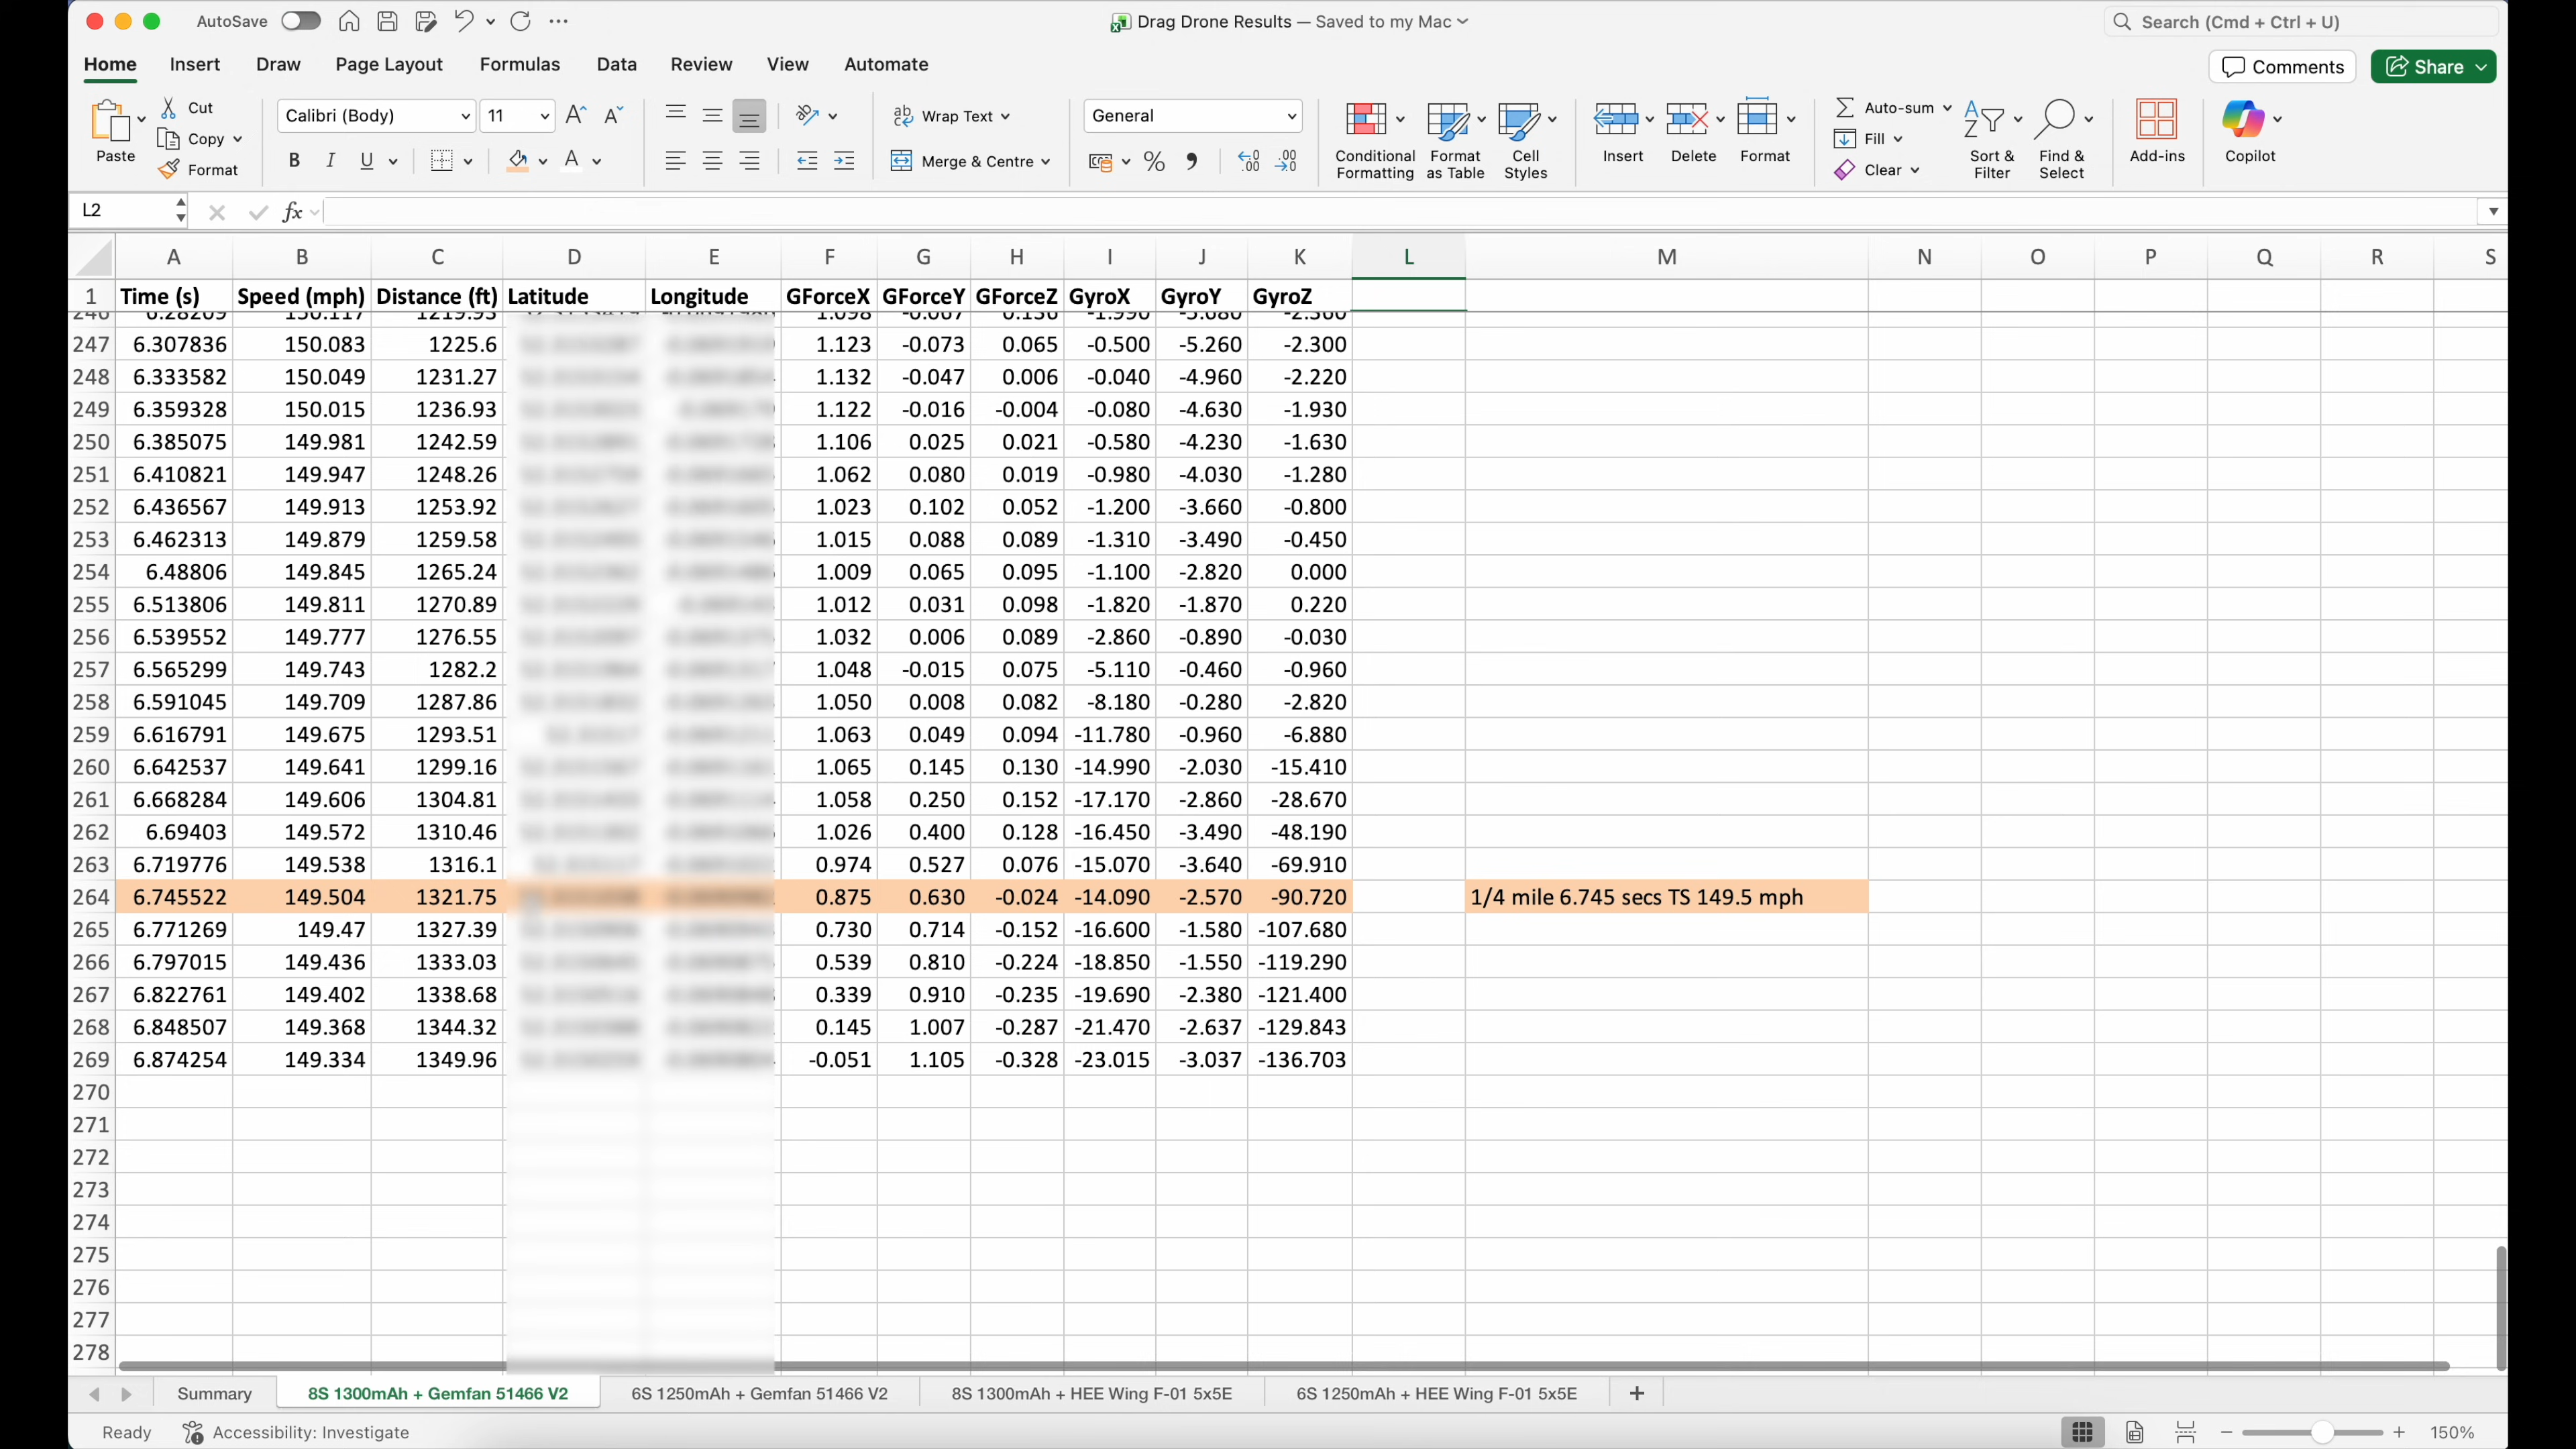 AutoSave
Drag Drone Results — Saved to my Mac
Search (Cmd + Ctrl + U)
Home Insert Draw Page Layout Formulas Data Review View Automate
Comments Share
Paste Cut Copy Format
Calibri (Body) 11
B I U A
Wrap Text
Merge & Centre
General
Conditional Formatting
Format as Table
Cell Styles
Insert Delete Format
Auto-sum
Fill
Clear
Sort & Filter
Find & Select
Add-ins
Copilot
L2 fx
A B C D E F G H I J K L M N O P Q R S
1 Time (s) Speed (mph) Distance (ft) Latitude Longitude GForceX GForceY GForceZ GyroX GyroY GyroZ
247 6.307836 150.083 1225.6 1.123 -0.073 0.065 -0.500 -5.260 -2.300
248 6.333582 150.049 1231.27 1.132 -0.047 0.006 -0.040 -4.960 -2.220
249 6.359328 150.015 1236.93 1.122 -0.016 -0.004 -0.080 -4.630 -1.930
250 6.385075 149.981 1242.59 1.106 0.025 0.021 -0.580 -4.230 -1.630
251 6.410821 149.947 1248.26 1.062 0.080 0.019 -0.980 -4.030 -1.280
252 6.436567 149.913 1253.92 1.023 0.102 0.052 -1.200 -3.660 -0.800
253 6.462313 149.879 1259.58 1.015 0.088 0.089 -1.310 -3.490 -0.450
254 6.48806 149.845 1265.24 1.009 0.065 0.095 -1.100 -2.820 0.000
255 6.513806 149.811 1270.89 1.012 0.031 0.098 -1.820 -1.870 0.220
256 6.539552 149.777 1276.55 1.032 0.006 0.089 -2.860 -0.890 -0.030
257 6.565299 149.743 1282.2 1.048 -0.015 0.075 -5.110 -0.460 -0.960
258 6.591045 149.709 1287.86 1.050 0.008 0.082 -8.180 -0.280 -2.820
259 6.616791 149.675 1293.51 1.063 0.049 0.094 -11.780 -0.960 -6.880
260 6.642537 149.641 1299.16 1.065 0.145 0.130 -14.990 -2.030 -15.410
261 6.668284 149.606 1304.81 1.058 0.250 0.152 -17.170 -2.860 -28.670
262 6.69403 149.572 1310.46 1.026 0.400 0.128 -16.450 -3.490 -48.190
263 6.719776 149.538 1316.1 0.974 0.527 0.076 -15.070 -3.640 -69.910
264 6.745522 149.504 1321.75 0.875 0.630 -0.024 -14.090 -2.570 -90.720 1/4 mile 6.745 secs TS 149.5 mph
265 6.771269 149.47 1327.39 0.730 0.714 -0.152 -16.600 -1.580 -107.680
266 6.797015 149.436 1333.03 0.539 0.810 -0.224 -18.850 -1.550 -119.290
267 6.822761 149.402 1338.68 0.339 0.910 -0.235 -19.690 -2.380 -121.400
268 6.848507 149.368 1344.32 0.145 1.007 -0.287 -21.470 -2.637 -129.843
269 6.874254 149.334 1349.96 -0.051 1.105 -0.328 -23.015 -3.037 -136.703
270
271
272
273
274
275
276
277
278
Summary 8S 1300mAh + Gemfan 51466 V2 6S 1250mAh + Gemfan 51466 V2 8S 1300mAh + HEE Wing F-01 5x5E 6S 1250mAh + HEE Wing F-01 5x5E +
Ready Accessibility: Investigate 150%